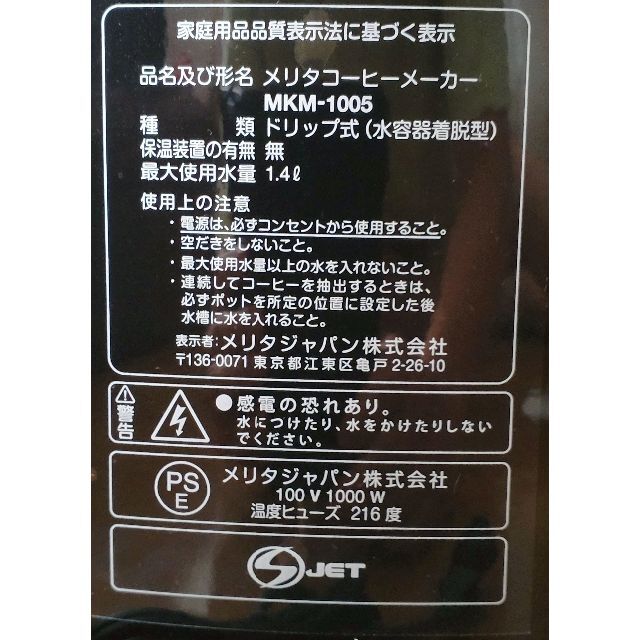 家庭用品品質表示法に基づく表示
品名及び形名 メリタコーヒーメーカー
MKM-1005
種 類 ドリップ式（水容器着脱型）
保温装置の有無 無
最大使用水量 1.4ℓ
使用上の注意
・電源は、必ずコンセントから使用すること。
・空だきをしないこと。
・最大使用水量以上の水を入れないこと。
・連続してコーヒーを抽出するときは、
必ずポットを所定の位置に設定した後
水槽に水を入れること。
表示者：メリタジャパン株式会社
〒136-0071 東京都江東区亀戸 2-26-10
警告
●感電の恐れあり。
水につけたり、水をかけたりしない
でください。
PS
E
メリタジャパン株式会社
100 V 1000 W
温度ヒューズ 216 度
S JET